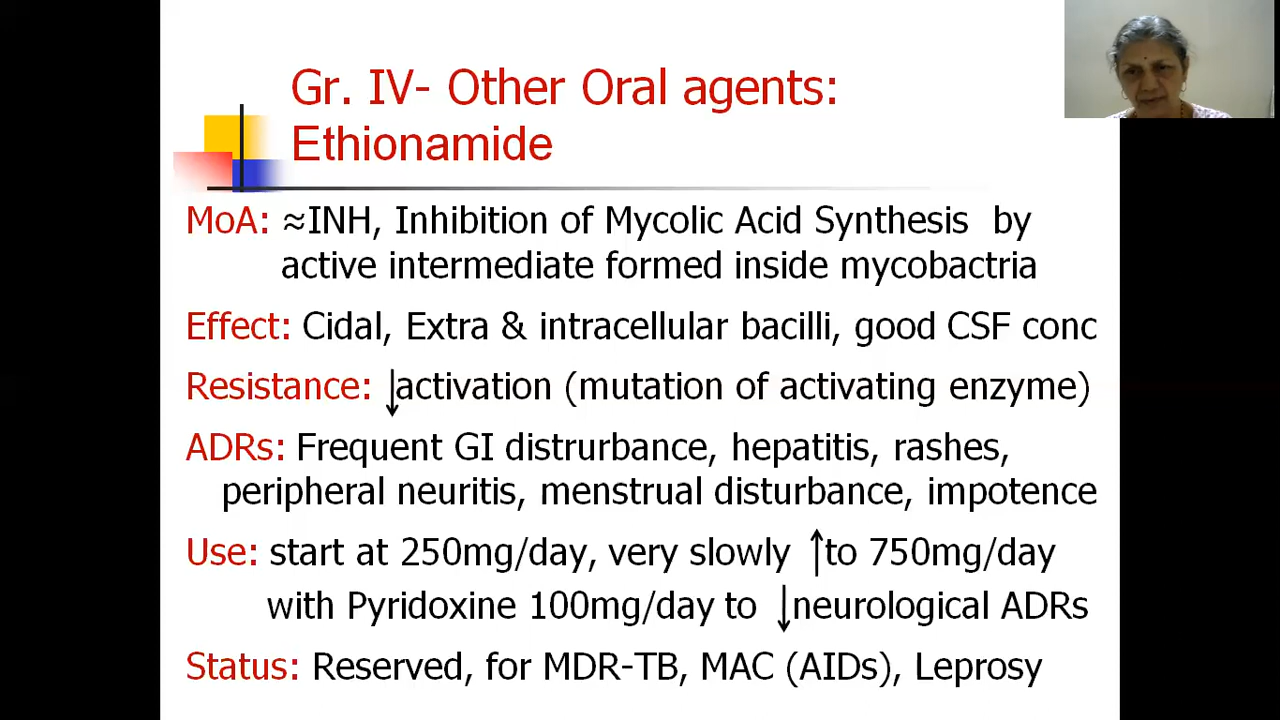 Gr. IV- Other Oral agents:
Ethionamide
MoA: ≈INH, Inhibition of Mycolic Acid Synthesis by
active intermediate formed inside mycobactria
Effect: Cidal, Extra & intracellular bacilli, good CSF conc
Resistance: ↓activation (mutation of activating enzyme)
ADRs: Frequent GI distrurbance, hepatitis, rashes,
peripheral neuritis, menstrual disturbance, impotence
Use: start at 250mg/day, very slowly ↑to 750mg/day
with Pyridoxine 100mg/day to ↓neurological ADRs
Status: Reserved, for MDR-TB, MAC (AIDs), Leprosy